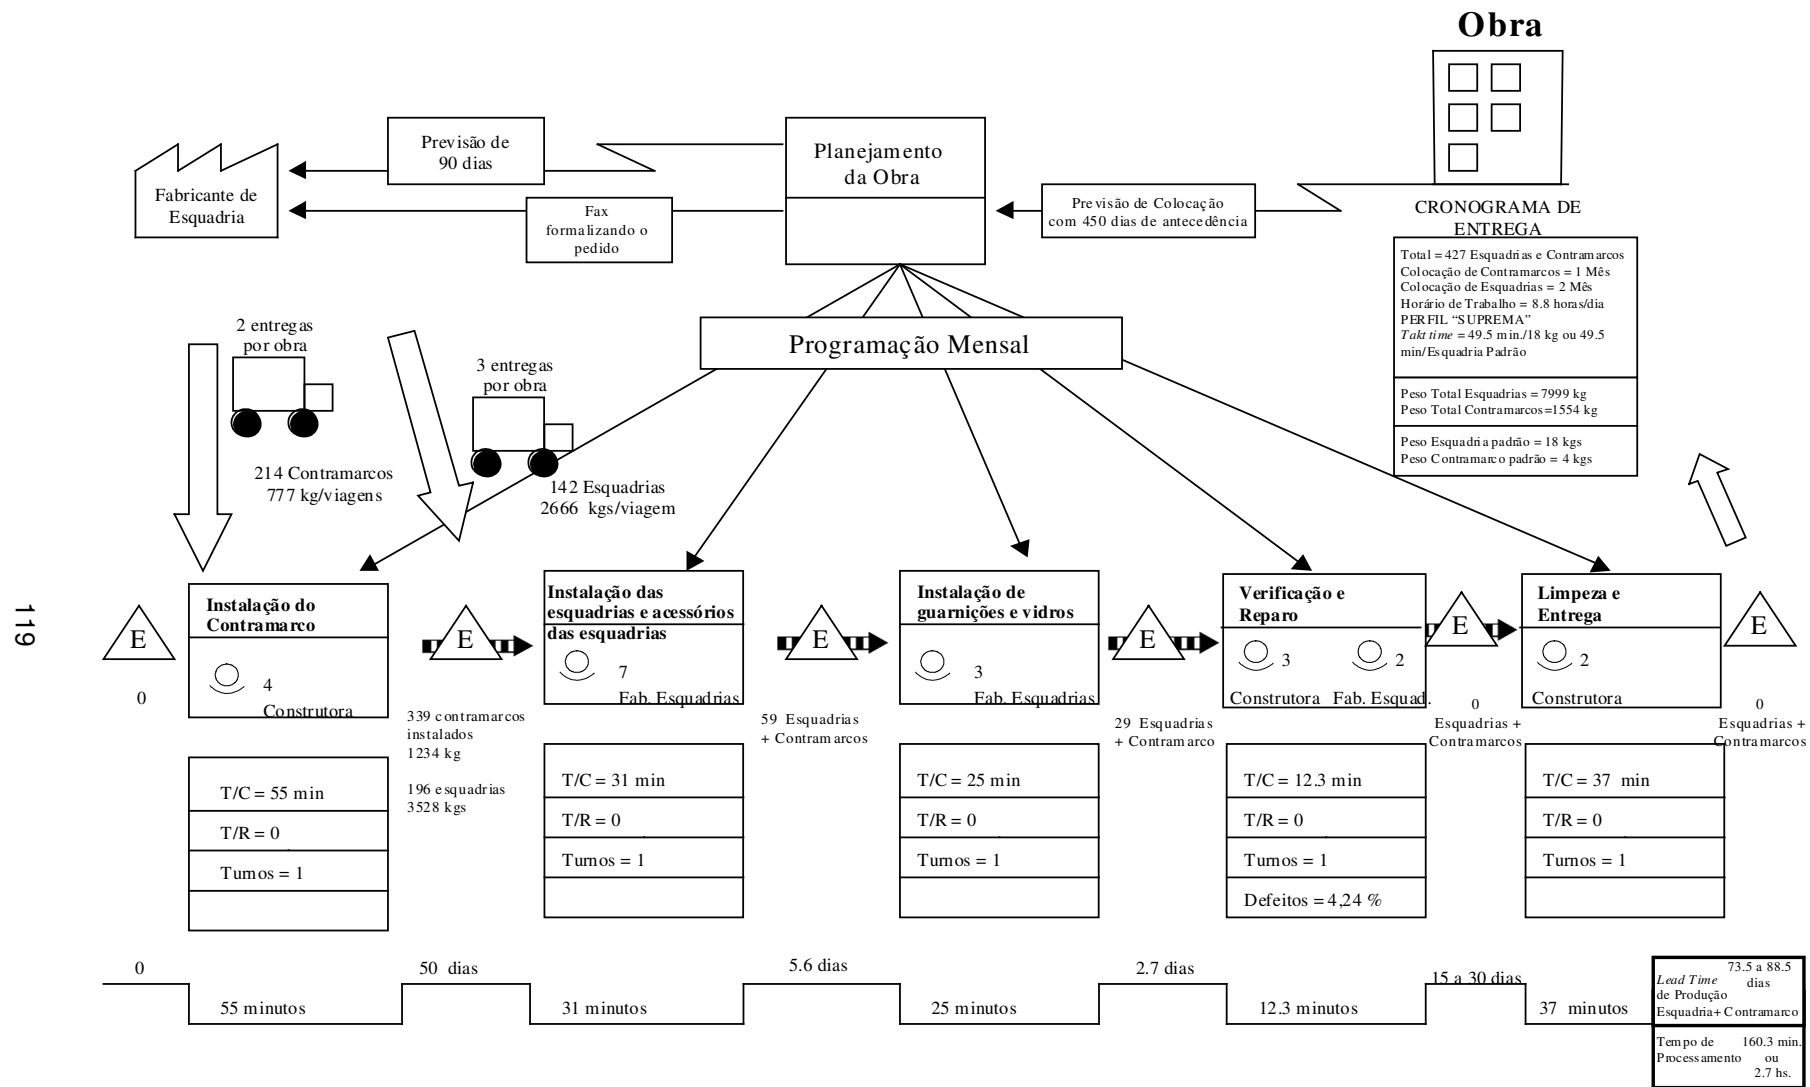 Obra
Previsão de
90 dias
Planejamento
da Obra
Fabricante de
Esquadria
Fax
formalizando o
pedido
Previsão de Colocação
com 450 dias de antecedência
CRONOGRAMA DE
ENTREGA
Total = 427 Esquadrias e Contramarcos
Colocação de Contramarcos = 1 Mês
Colocação de Esquadrias = 2 Mês
Horário de Trabalho = 8.8 horas/dia
PERFIL “SUPREMA”
Takt time = 49.5 min./18 kg ou 49.5
min/Esquadria Padrão
Peso Total Esquadrias = 7999 kg
Peso Total Contramarcos=1554 kg
Peso Esquadria padrão = 18 kgs
Peso Contramarco padrão = 4 kgs
Programação Mensal
2 entregas
por obra
3 entregas
por obra
214 Contramarcos
777 kg/viagens
142 Esquadrias
2666 kgs/viagem
119
E
0
Instalação do
Contramarco
4
Construtora
E
339 contramarcos
instalados
1234 kg
196 esquadrias
3528 kgs
Instalação das
esquadrias e acessórios
das esquadrias
7
Fab. Esquadrias
E
59 Esquadrias
+ Contramarcos
Instalação de
guarnições e vidros
3
Fab. Esquadrias
E
29 Esquadrias
+ Contramarco
Verificação e
Reparo
3
2
Construtora
Fab. Esquad.
E
0
Esquadrias +
Contramarcos
Limpeza e
Entrega
2
Construtora
E
0
Esquadrias +
Contramarcos
T/C = 55 min
T/R = 0
Turnos = 1
T/C = 31 min
T/R = 0
Turnos = 1
T/C = 25 min
T/R = 0
Turnos = 1
T/C = 12.3 min
T/R = 0
Turnos = 1
Defeitos = 4,24 %
T/C = 37 min
T/R = 0
Turnos = 1
0
55 minutos
50 dias
31 minutos
5.6 dias
25 minutos
2.7 dias
12.3 minutos
15 a 30 dias
37 minutos
Lead Time 73.5 a 88.5
dias
de Produção
Esquadria+Contramarco
Tempo de 160.3 min.
Processamento ou
2.7 hs.